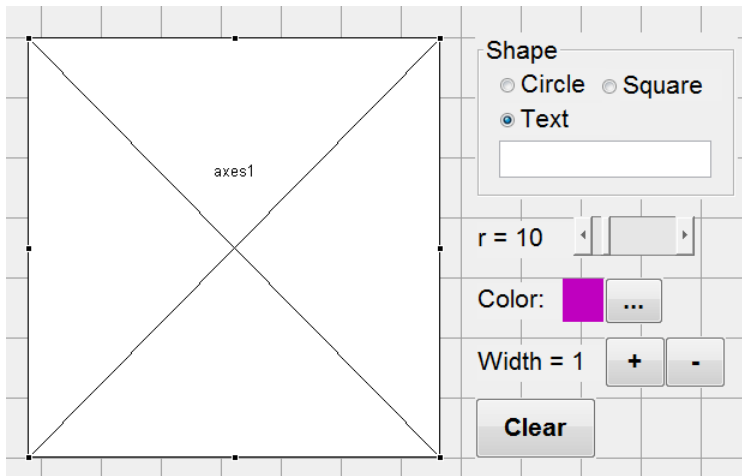 axes1
Shape
Circle Square
Text
r = 10
Color: ...
Width = 1 + -
Clear